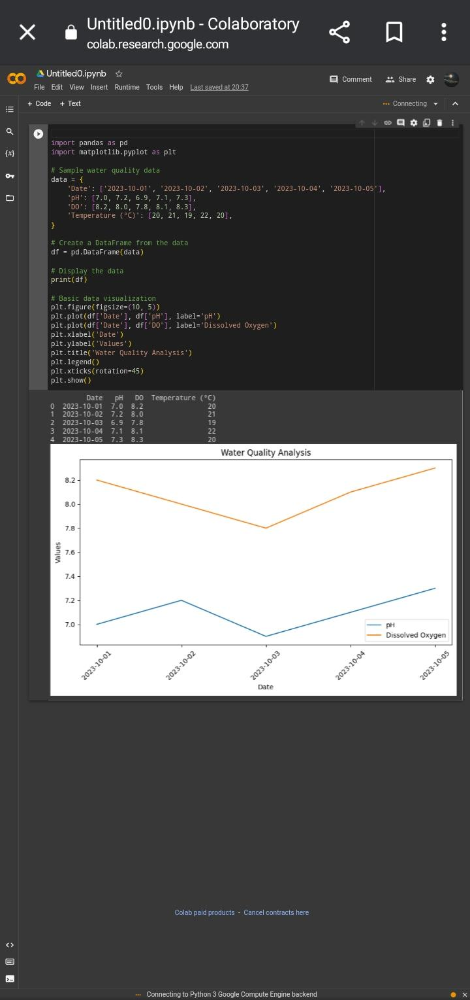 Untitled0.ipynb - Colaboratory
colab.research.google.com
Untitled0.ipynb
File Edit View Insert Runtime Tools Help Last saved at 20:37
Comment Share
+ Code + Text
Connecting
{x}
import pandas as pd
import matplotlib.pyplot as plt
# Sample water quality data
data = {
    'Date': ['2023-10-01', '2023-10-02', '2023-10-03', '2023-10-04', '2023-10-05'],
    'pH': [7.0, 7.2, 6.9, 7.1, 7.3],
    'DO': [8.2, 8.0, 7.8, 8.1, 8.3],
    'Temperature (°C)': [20, 21, 19, 22, 20],
}
# Create a DataFrame from the data
df = pd.DataFrame(data)
# Display the data
print(df)
# Basic data visualization
plt.figure(figsize=(10, 5))
plt.plot(df['Date'], df['pH'], label='pH')
plt.plot(df['Date'], df['DO'], label='Dissolved Oxygen')
plt.xlabel('Date')
plt.ylabel('Values')
plt.title('Water Quality Analysis')
plt.legend()
plt.xticks(rotation=45)
plt.show()
Date pH DO Temperature (°C)
0 2023-10-01 7.0 8.2 20
1 2023-10-02 7.2 8.0 21
2 2023-10-03 6.9 7.8 19
3 2023-10-04 7.1 8.1 22
4 2023-10-05 7.3 8.3 20
Water Quality Analysis
8.2
8.0
7.8
7.6
7.4
7.2
7.0
Values
pH
Dissolved Oxygen
2023-10-01 2023-10-02 2023-10-03 2023-10-04 2023-10-05
Date
Colab paid products - Cancel contracts here
Connecting to Python 3 Google Compute Engine backend